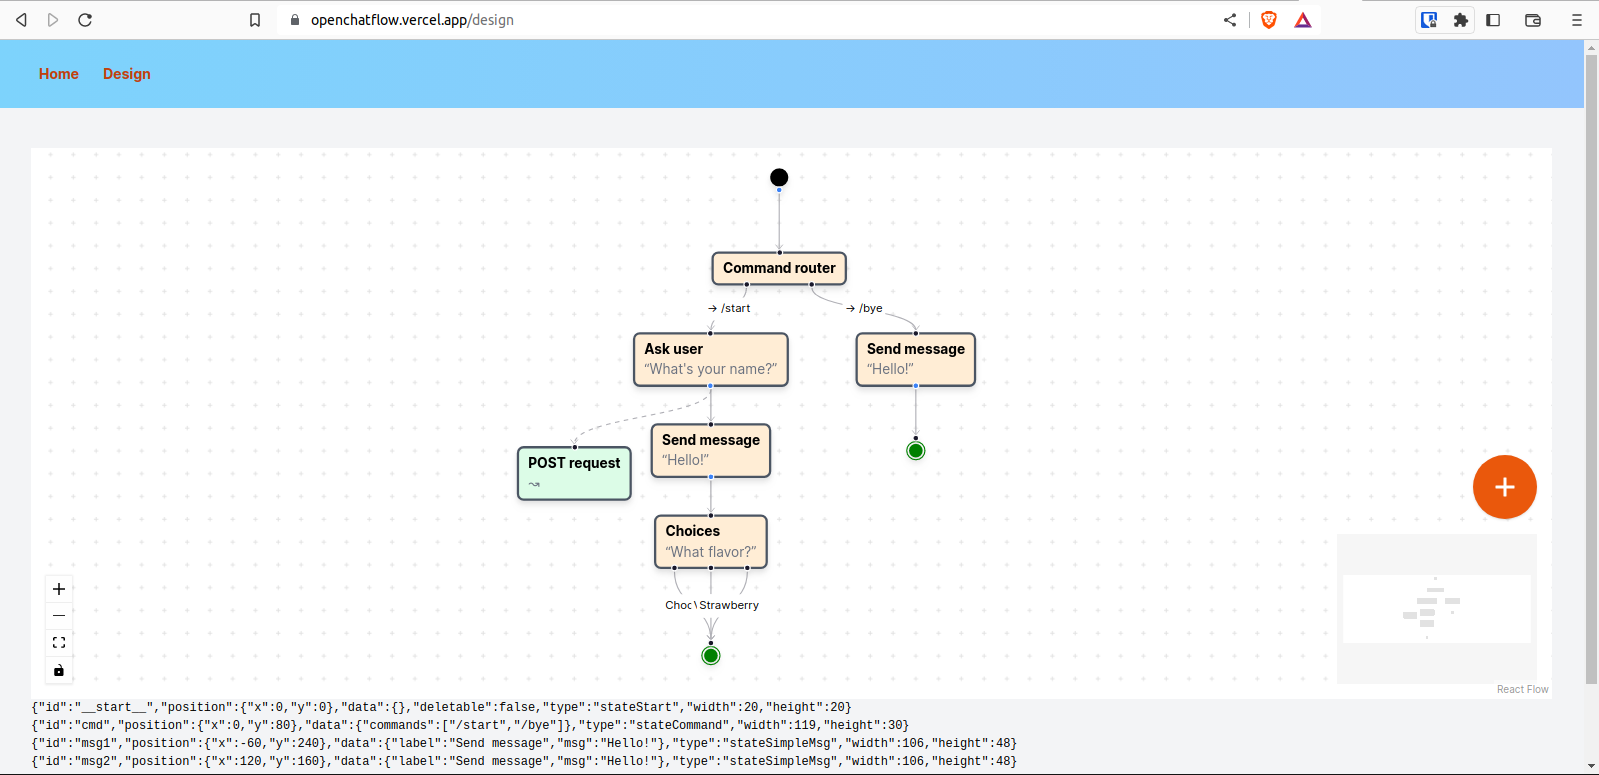 openchatflow.vercel.app/design
Home Design
Command router
→ /start
→ /bye
Ask user
“What's your name?”
Send message
“Hello!”
Send message
“Hello!”
POST request
↝
Choices
“What flavor?”
Strawberry
React Flow
{"id":"__start__","position":{"x":0,"y":0},"data":{},"deletable":false,"type":"stateStart","width":20,"height":20}
{"id":"cmd","position":{"x":0,"y":80},"data":{"commands":["/start","/bye"]},"type":"stateCommand","width":119,"height":30}
{"id":"msg1","position":{"x":-60,"y":240},"data":{"label":"Send message","msg":"Hello!"},"type":"stateSimpleMsg","width":106,"height":48}
{"id":"msg2","position":{"x":120,"y":160},"data":{"label":"Send message","msg":"Hello!"},"type":"stateSimpleMsg","width":106,"height":48}